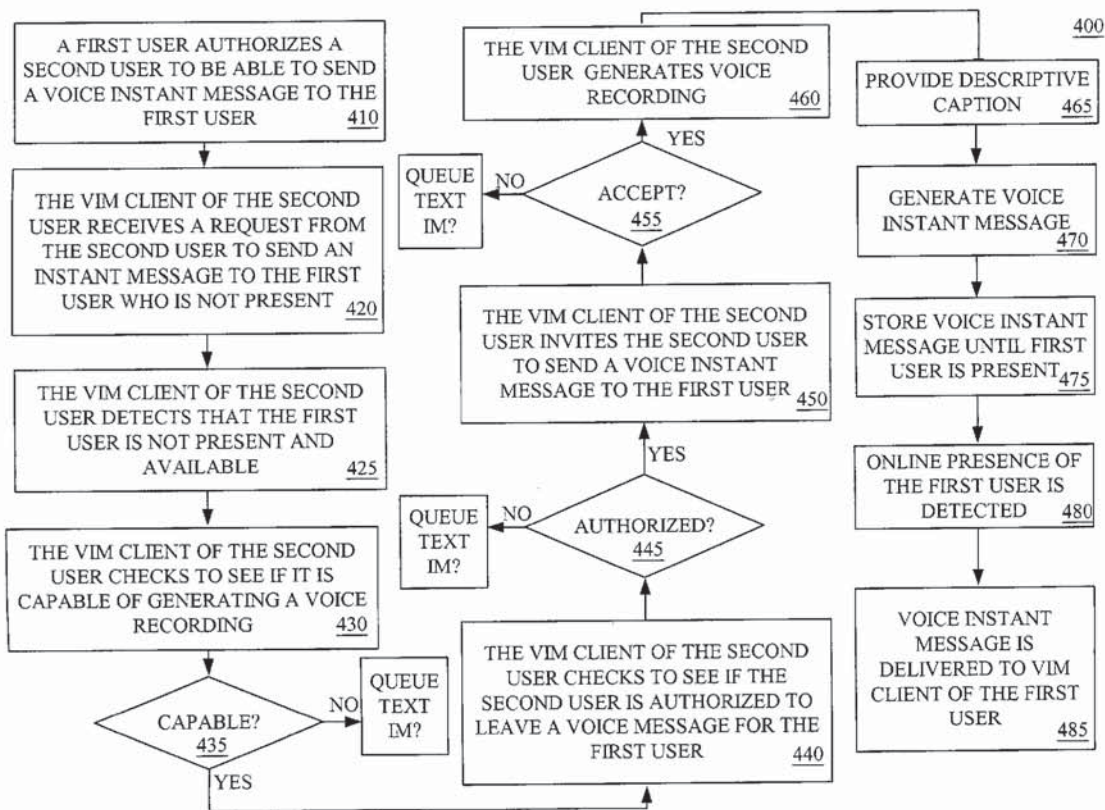 400
A FIRST USER AUTHORIZES A
SECOND USER TO BE ABLE TO SEND
A VOICE INSTANT MESSAGE TO THE
FIRST USER 410
THE VIM CLIENT OF THE SECOND
USER RECEIVES A REQUEST FROM
THE SECOND USER TO SEND AN
INSTANT MESSAGE TO THE FIRST
USER WHO IS NOT PRESENT 420
THE VIM CLIENT OF THE SECOND
USER DETECTS THAT THE FIRST
USER IS NOT PRESENT AND
AVAILABLE 425
THE VIM CLIENT OF THE SECOND
USER CHECKS TO SEE IF IT IS
CAPABLE OF GENERATING A VOICE
RECORDING 430
CAPABLE?
435
NO
QUEUE
TEXT
IM?
YES
THE VIM CLIENT OF THE SECOND
USER CHECKS TO SEE IF THE
SECOND USER IS AUTHORIZED TO
LEAVE A VOICE MESSAGE FOR THE
FIRST USER 440
AUTHORIZED?
445
NO
QUEUE
TEXT
IM?
YES
THE VIM CLIENT OF THE SECOND
USER INVITES THE SECOND USER
TO SEND A VOICE INSTANT
MESSAGE TO THE FIRST USER 450
ACCEPT?
455
NO
QUEUE
TEXT
IM?
YES
THE VIM CLIENT OF THE SECOND
USER GENERATES VOICE
RECORDING 460
PROVIDE DESCRIPTIVE
CAPTION 465
GENERATE VOICE
INSTANT MESSAGE 470
STORE VOICE INSTANT
MESSAGE UNTIL FIRST
USER IS PRESENT 475
ONLINE PRESENCE OF
THE FIRST USER IS
DETECTED 480
VOICE INSTANT
MESSAGE IS
DELIVERED TO VIM
CLIENT OF THE FIRST
USER 485